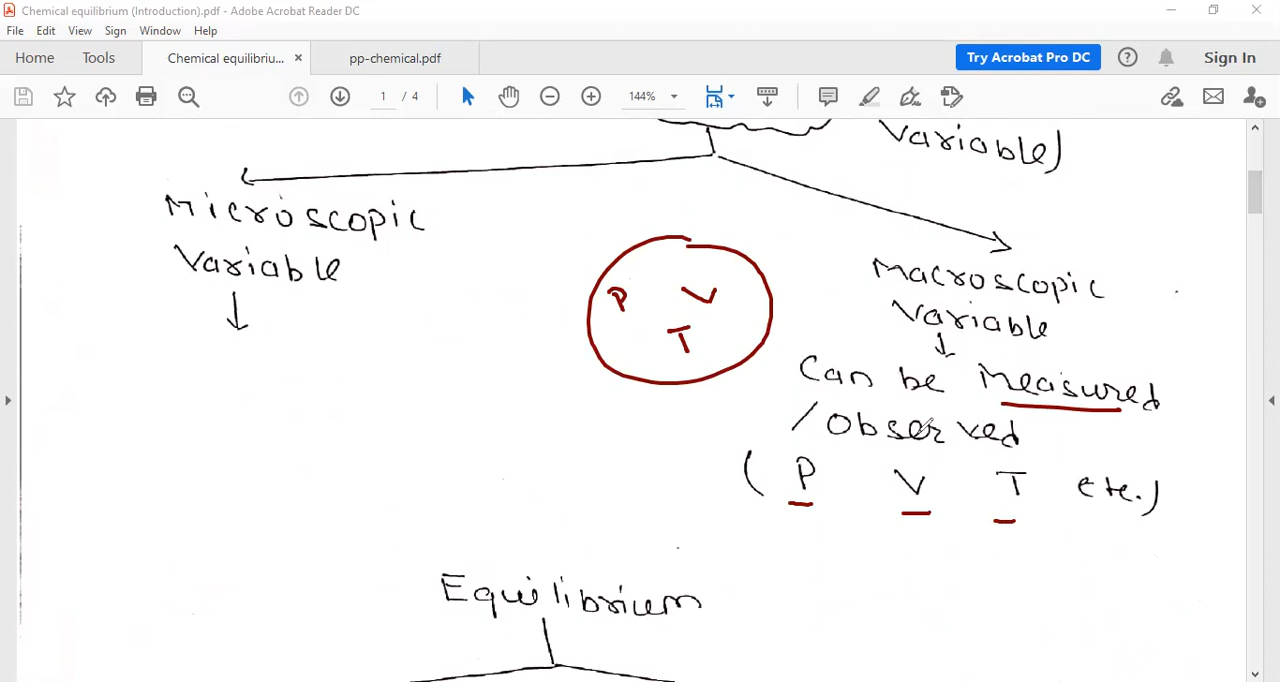 Chemical equilibrium (Introduction).pdf - Adobe Acrobat Reader DC
File Edit View Sign Window Help
Home Tools Chemical equilibriu... × pp-chemical.pdf Try Acrobat Pro DC Sign In
1 / 4 144%
Variable)
Microscopic
Variable
Macroscopic
Variable
P V
T
Can be Measured
/Observed
( P V T etc.)
Equilibrium